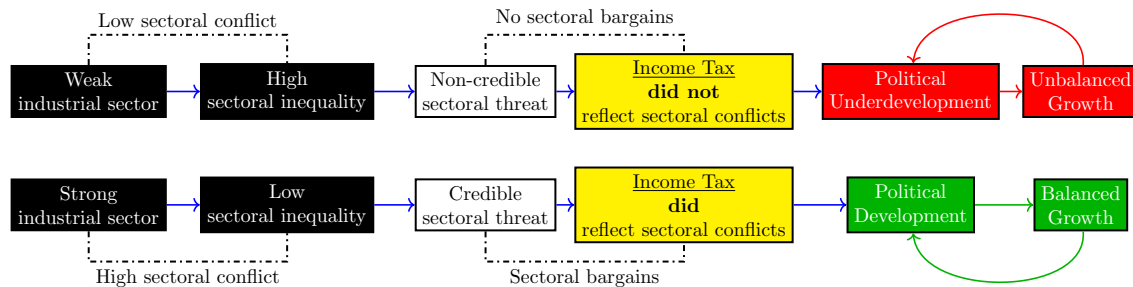 Low sectoral conflict
No sectoral bargains
Weak
industrial sector
High
sectoral inequality
Non-credible
sectoral threat
Income Tax
did not
reflect sectoral conflicts
Political
Underdevelopment
Unbalanced
Growth
Strong
industrial sector
Low
sectoral inequality
Credible
sectoral threat
Income Tax
did
reflect sectoral conflicts
Political
Development
Balanced
Growth
High sectoral conflict
Sectoral bargains